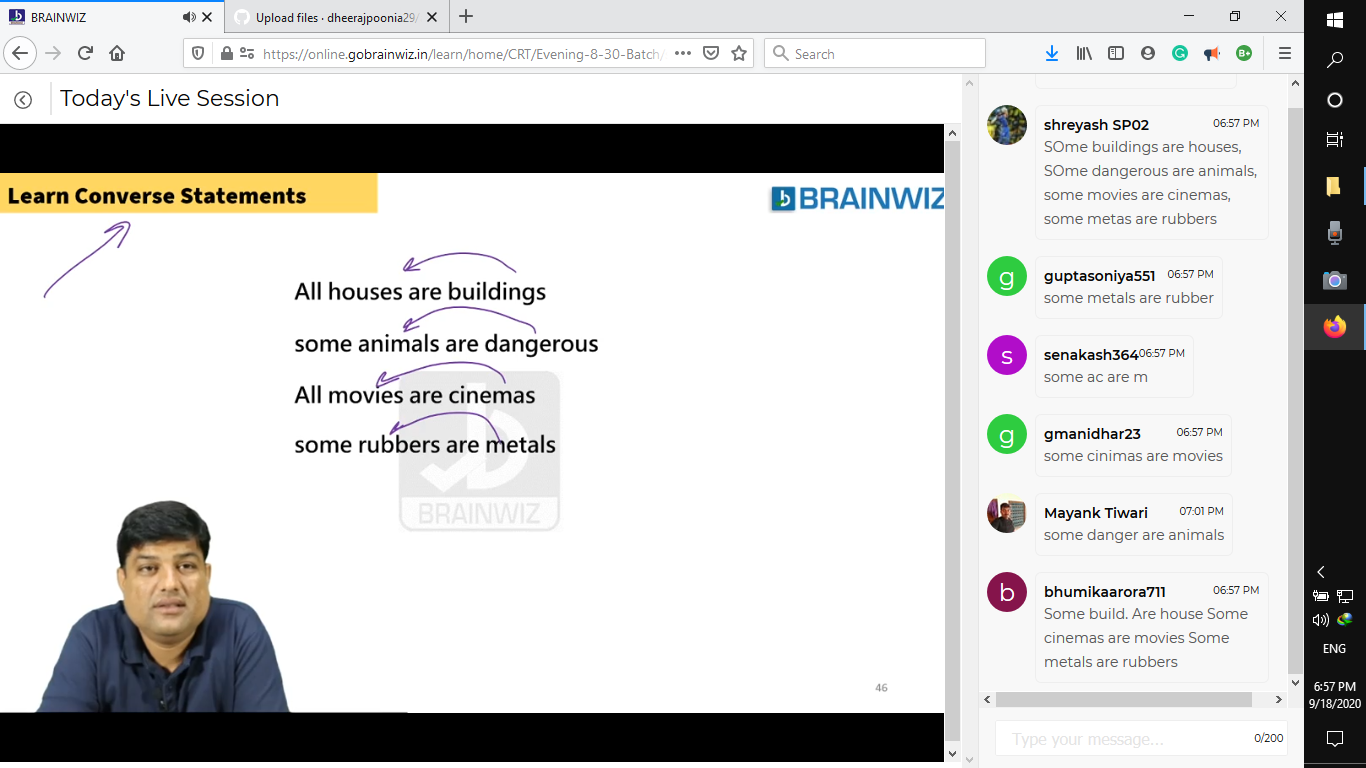 BRAINWIZ
Upload files · dheerajpoonia29/
https://online.gobrainwiz.in/learn/home/CRT/Evening-8-30-Batch/
Search
Today's Live Session
Learn Converse Statements
BRAINWIZ
All houses are buildings
some animals are dangerous
All movies are cinemas
some rubbers are metals
BRAINWIZ
46
shreyash SP02 06:57 PM
SOme buildings are houses,
SOme dangerous are animals,
some movies are cinemas,
some metas are rubbers
g
guptasoniya551 06:57 PM
some metals are rubber
s
senakash364 06:57 PM
some ac are m
g
gmanidhar23 06:57 PM
some cinimas are movies
Mayank Tiwari 07:01 PM
some danger are animals
b
bhumikaarora711 06:57 PM
Some build. Are house Some
cinemas are movies Some
metals are rubbers
Type your message... 0/200
B+
ENG
6:57 PM
9/18/2020